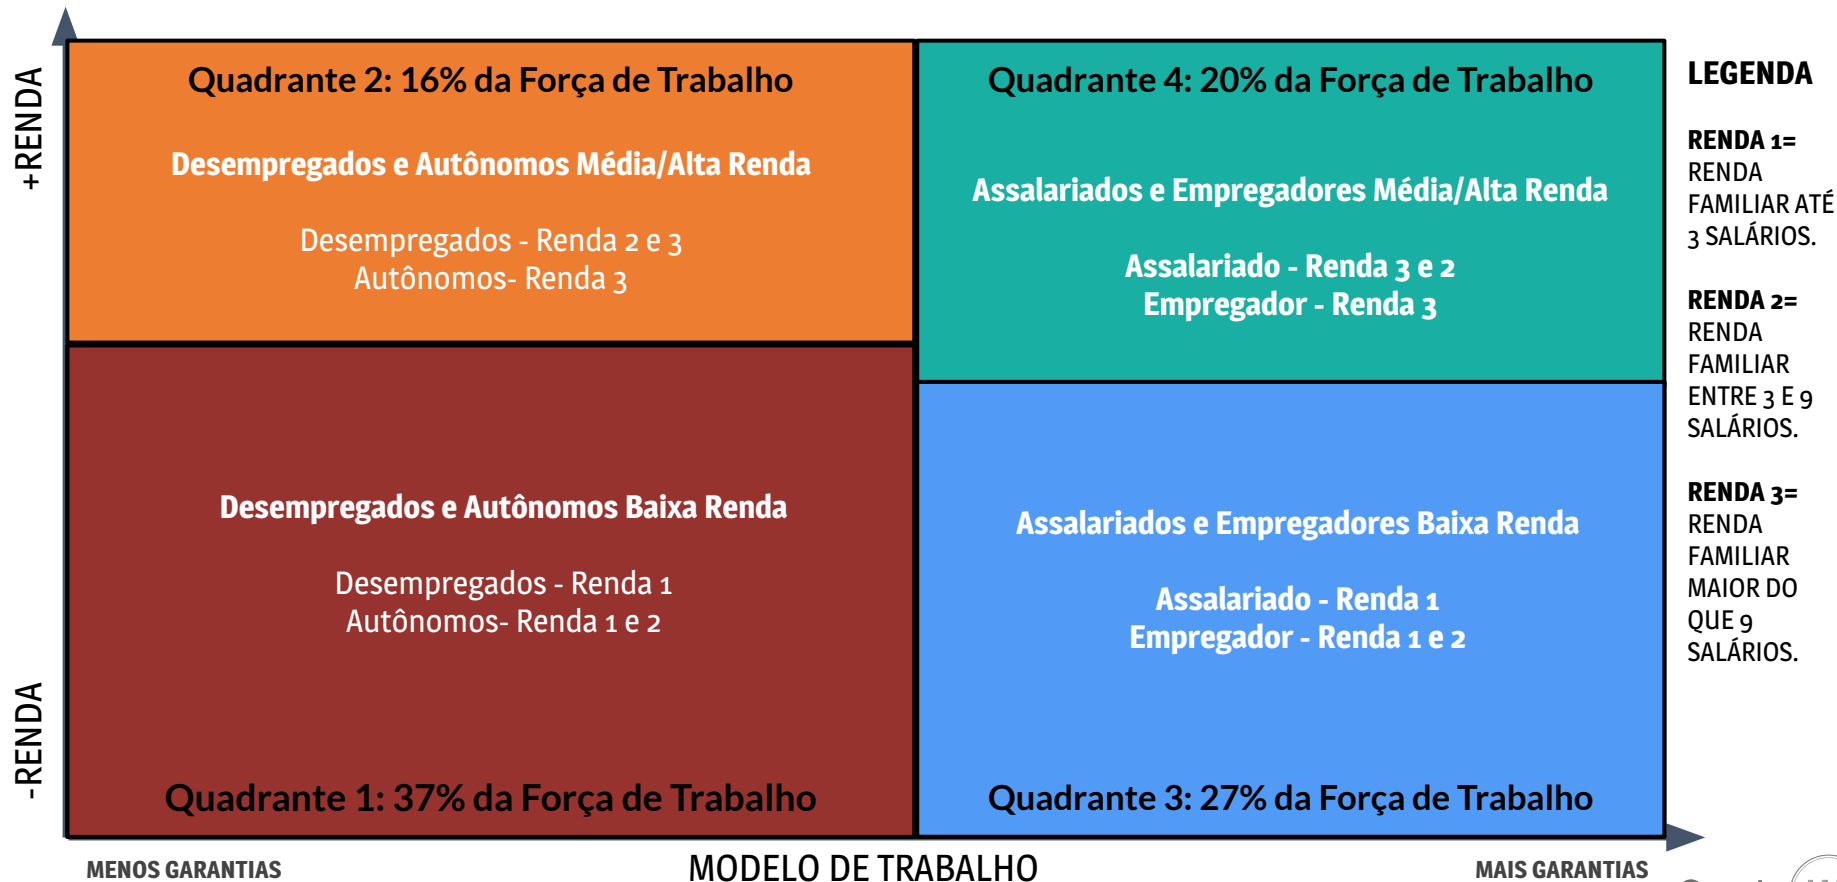 +RENDA
Quadrante 2: 16% da Força de Trabalho
Desempregados e Autônomos Média/Alta Renda
Desempregados - Renda 2 e 3
Autônomos- Renda 3
Quadrante 4: 20% da Força de Trabalho
Assalariados e Empregadores Média/Alta Renda
Assalariado - Renda 3 e 2
Empregador - Renda 3
-RENDA
Desempregados e Autônomos Baixa Renda
Desempregados - Renda 1
Autônomos- Renda 1 e 2
Quadrante 1: 37% da Força de Trabalho
Assalariados e Empregadores Baixa Renda
Assalariado - Renda 1
Empregador - Renda 1 e 2
Quadrante 3: 27% da Força de Trabalho
LEGENDA
RENDA 1=
RENDA
FAMILIAR ATÉ
3 SALÁRIOS.
RENDA 2=
RENDA
FAMILIAR
ENTRE 3 E 9
SALÁRIOS.
RENDA 3=
RENDA
FAMILIAR
MAIOR DO
QUE 9
SALÁRIOS.
MENOS GARANTIAS
MODELO DE TRABALHO
MAIS GARANTIAS